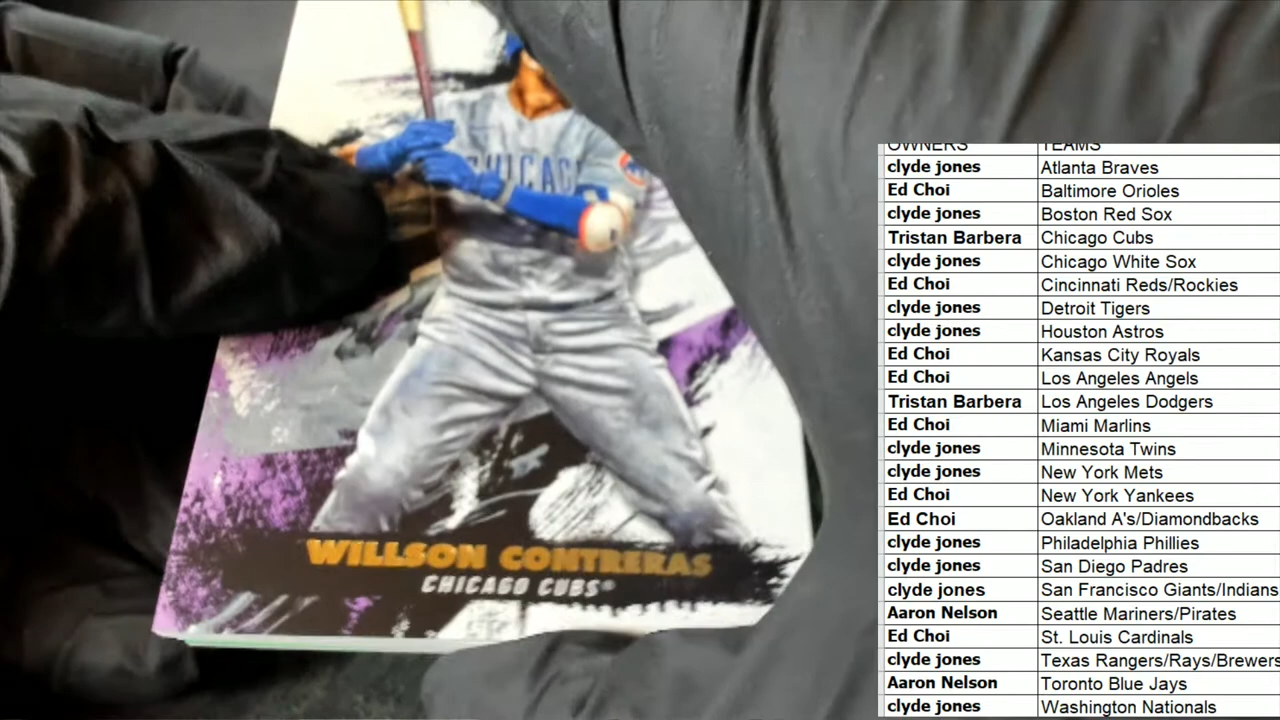 CHICAGO
WILLSON CONTRERAS
CHICAGO CUBS®
OWNERS TEAMS
clyde jones Atlanta Braves
Ed Choi Baltimore Orioles
clyde jones Boston Red Sox
Tristan Barbera Chicago Cubs
clyde jones Chicago White Sox
Ed Choi Cincinnati Reds/Rockies
clyde jones Detroit Tigers
clyde jones Houston Astros
Ed Choi Kansas City Royals
Ed Choi Los Angeles Angels
Tristan Barbera Los Angeles Dodgers
Ed Choi Miami Marlins
clyde jones Minnesota Twins
clyde jones New York Mets
Ed Choi New York Yankees
Ed Choi Oakland A's/Diamondbacks
clyde jones Philadelphia Phillies
clyde jones San Diego Padres
clyde jones San Francisco Giants/Indians
Aaron Nelson Seattle Mariners/Pirates
Ed Choi St. Louis Cardinals
clyde jones Texas Rangers/Rays/Brewers
Aaron Nelson Toronto Blue Jays
clyde jones Washington Nationals